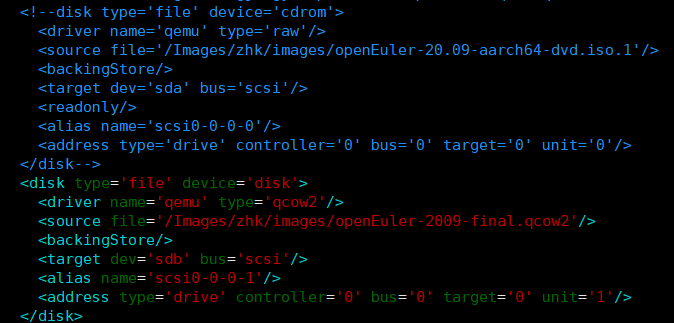 <!--disk type='file' device='cdrom'>
<driver name='qemu' type='raw'/>
<source file='/Images/zhk/images/openEuler-20.09-aarch64-dvd.iso.1'/>
<backingStore/>
<target dev='sda' bus='scsi'/>
<readonly/>
<alias name='scsi0-0-0-0'/>
<address type='drive' controller='0' bus='0' target='0' unit='0'/>
</disk-->
<disk type='file' device='disk'>
<driver name='qemu' type='qcow2'/>
<source file='/Images/zhk/images/openEuler-2009-final.qcow2'/>
<backingStore/>
<target dev='sdb' bus='scsi'/>
<alias name='scsi0-0-0-1'/>
<address type='drive' controller='0' bus='0' target='0' unit='1'/>
</disk>